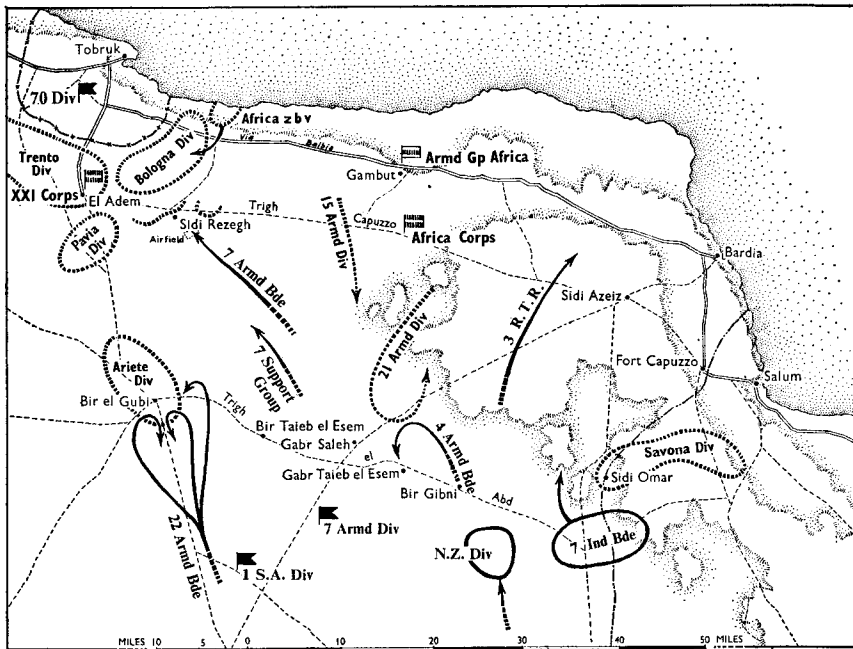 Tobruk
70 Div
Africa zbv
Bologna Div
Via Balbia
Trento
Div
XXI Corps
El Adem
Armd Gp Africa
Gambut
Pavia
Div
Sidi Rezegh
Airfield
Trigh
Capuzzo
15 Armd Div
Africa Corps
Bardia
7 Armd Bde
Sidi Azeiz
3 R.T.R.
21 Armd Div
7 Support
Group
Fort Capuzzo
Salum
Ariete
Div
Bir el Gubi
Trigh
Bir Taieb el Esem
Gabr Saleh
el
Gabr Taieb el Esem
4 Armd Bde
Bir Gibni
Abd
Savona Div
Sidi Omar
22 Armd Bde
7 Armd Div
N.Z. Div
7 Ind Bde
1 S.A. Div
MILES 10 5 0 10 20 30 40 50 MILES